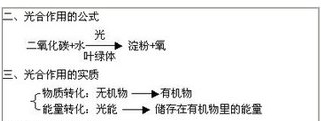 二、光合作用的公式
光
二氧化碳+水 → 淀粉+氧
叶绿体
三、光合作用的实质
物质转化：无机物 → 有机物
能量转化：光能 → 储存在有机物里的能量